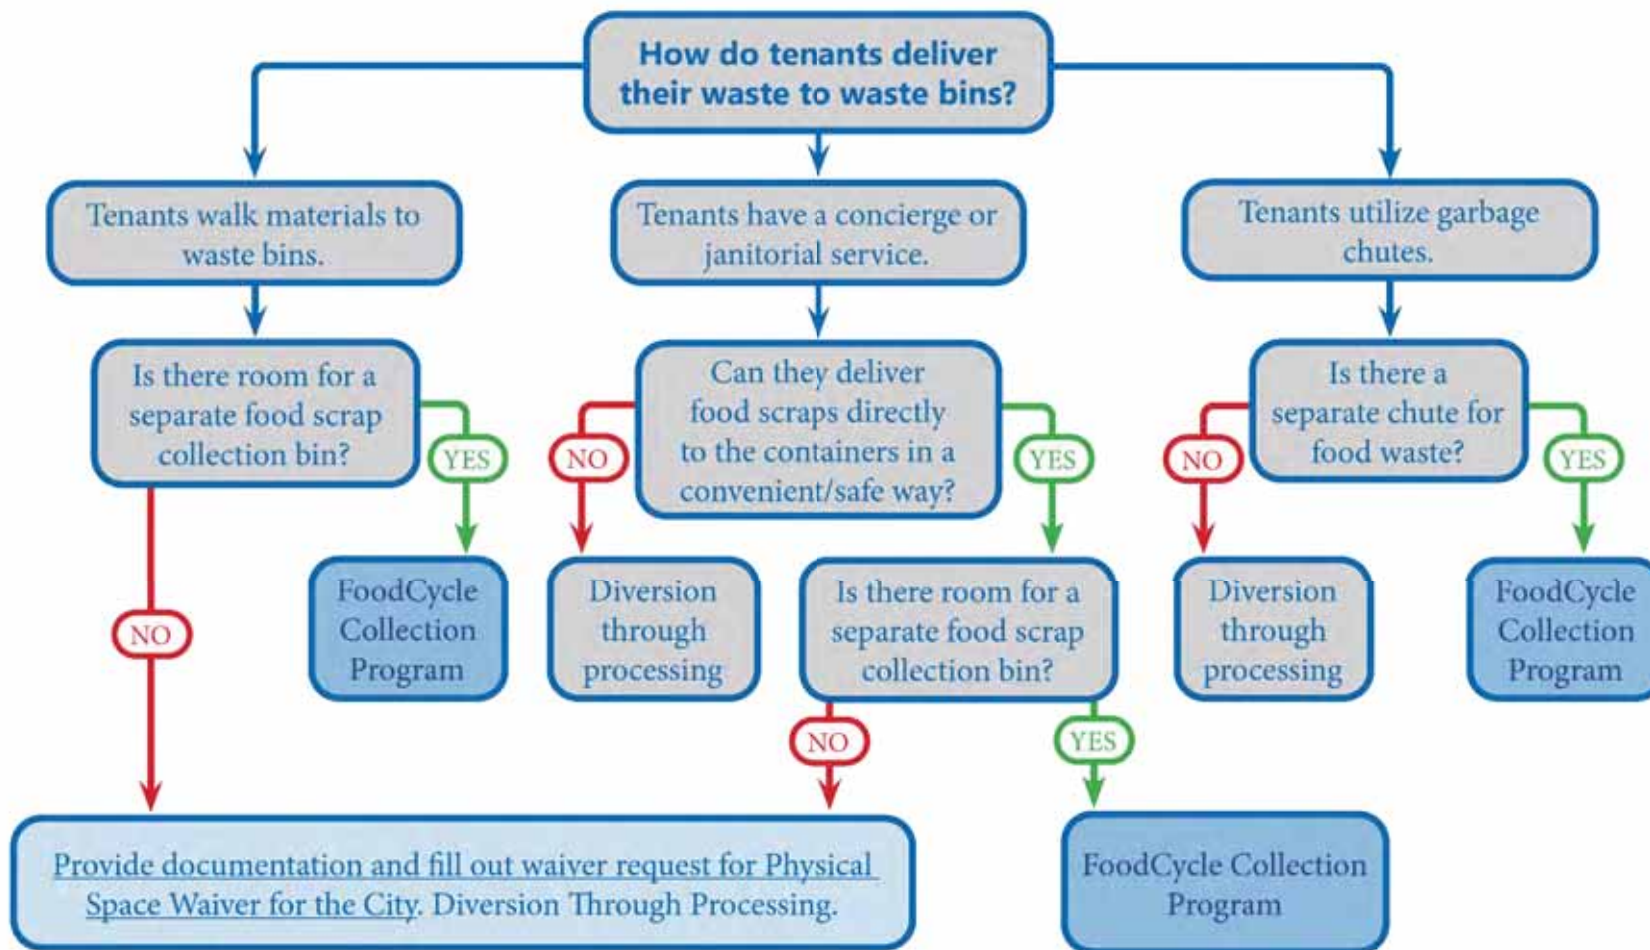 How do tenants deliver
their waste to waste bins?
Tenants walk materials to
waste bins.
Tenants have a concierge or
janitorial service.
Tenants utilize garbage
chutes.
Is there room for a
separate food scrap
collection bin?
YES
NO
Can they deliver
food scraps directly
to the containers in a
convenient/safe way?
YES
NO
Is there a
separate chute for
food waste?
YES
NO
FoodCycle
Collection
Program
Diversion
through
processing
Is there room for a
separate food scrap
collection bin?
Diversion
through
processing
FoodCycle
Collection
Program
NO
YES
Provide documentation and fill out waiver request for Physical
Space Waiver for the City. Diversion Through Processing.
FoodCycle Collection
Program